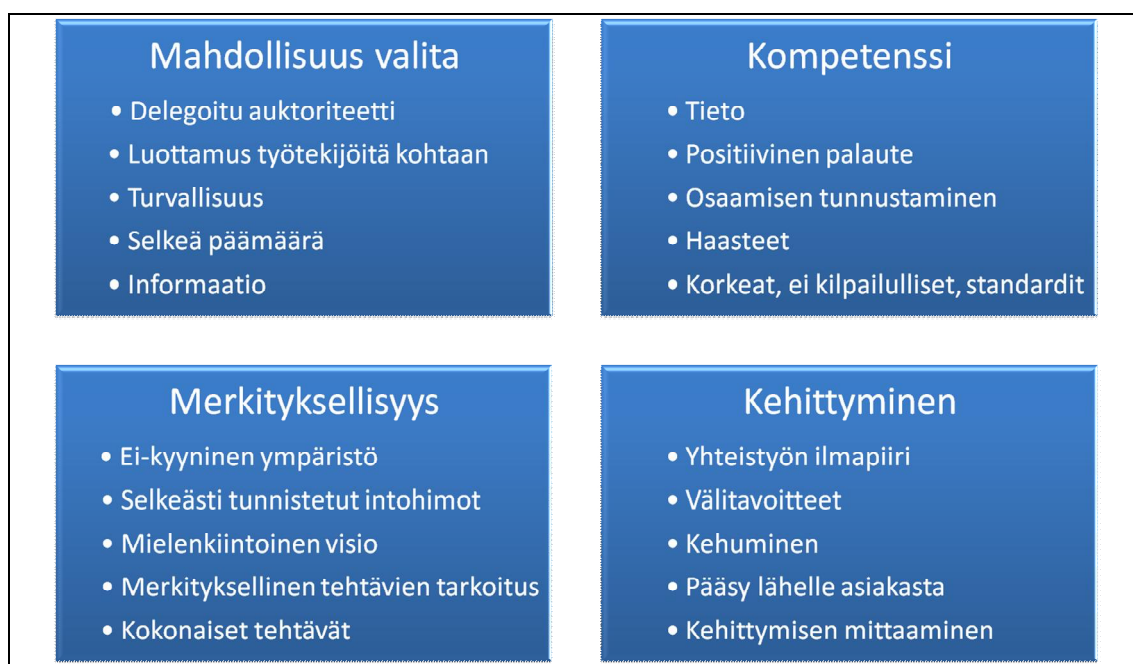 Mahdollisuus valita
• Delegoitu auktoriteetti
• Luottamus työtekijöitä kohtaan
• Turvallisuus
• Selkeä päämäärä
• Informaatio
Kompetenssi
• Tieto
• Positiivinen palaute
• Osaamisen tunnustaminen
• Haasteet
• Korkeat, ei kilpailulliset, standardit
Merkityksellisyys
• Ei-kyyninen ympäristö
• Selkeästi tunnistetut intohimot
• Mielenkiintoinen visio
• Merkityksellinen tehtävien tarkoitus
• Kokonaiset tehtävät
Kehittyminen
• Yhteistyön ilmapiiri
• Välitavoitteet
• Kehuminen
• Pääsy lähelle asiakasta
• Kehittymisen mittaaminen